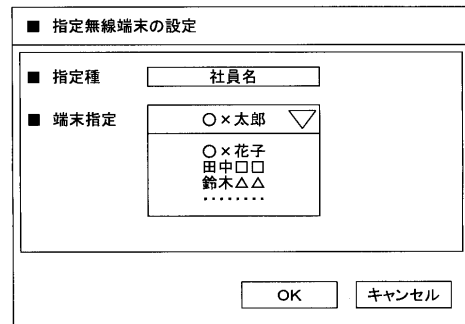 ■ 指定無線端末の設定
■ 指定種 社員名
■ 端末指定 ○×太郎
○×花子
田中□□
鈴木△△
‥‥‥‥
OK キャンセル